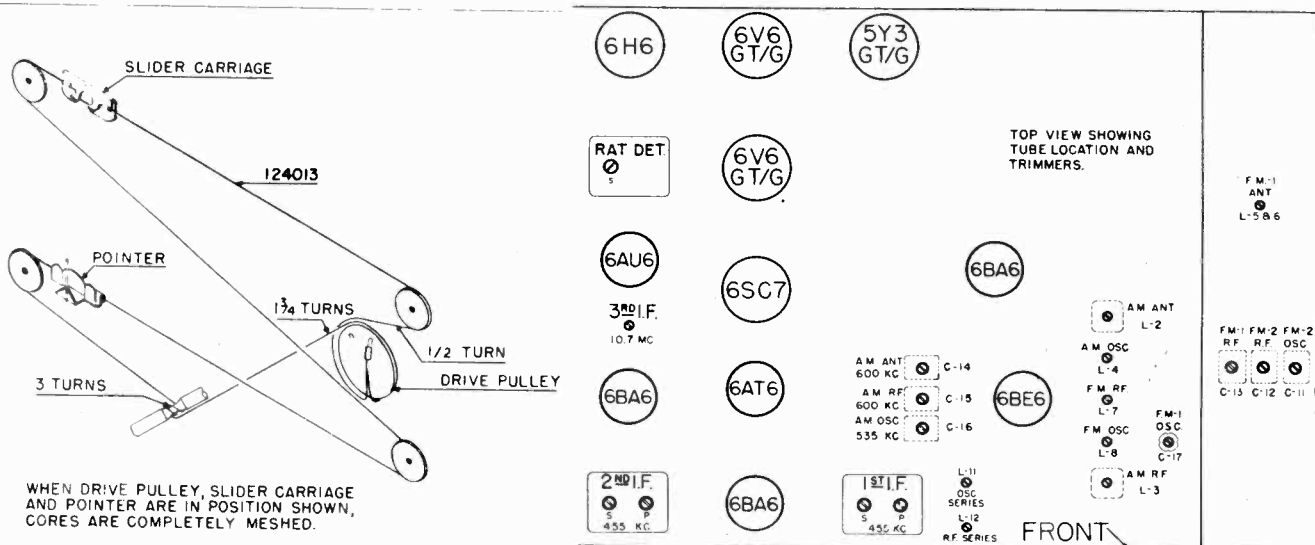 SLIDER CARRIAGE
124013
POINTER
1 3/4 TURNS
1/2 TURN
DRIVE PULLEY
3 TURNS
WHEN DRIVE PULLEY, SLIDER CARRIAGE
AND POINTER ARE IN POSITION SHOWN,
CORES ARE COMPLETELY MESHED.
6H6
6V6
GT/G
5Y3
GT/G
RAT DET.
S
6V6
GT/G
TOP VIEW SHOWING
TUBE LOCATION AND
TRIMMERS.
6AU6
6SC7
6BA6
3RD I.F.
10.7 MC
6BA6
6AT6
AM ANT
600 KC
C-14
AM RF
600 KC
C-15
AM OSC
535 KC
C-16
6BE6
AM ANT
L-2
AM OSC
L-4
FM RF
L-7
FM OSC
L-8
FM-1
OSC
C-17
AM RF
L-3
2ND I.F.
S P
455 KC
6BA6
1ST I.F.
S P
455 KC
L-11
OSC
SERIES
L-12
R.F. SERIES
FRONT
F M-1
ANT
L-5&6
FM-1 FM-2 FM-2
R.F. R.F. OSC
C-13 C-12 C-11